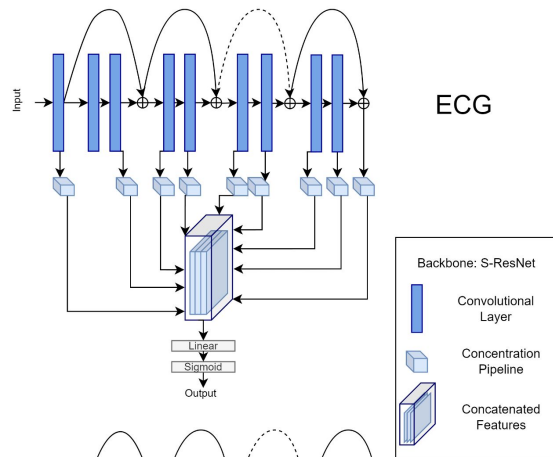 Input
ECG
Linear
Sigmoid
Output
Backbone: S-ResNet
Convolutional
Layer
Concentration
Pipeline
Concatenated
Features